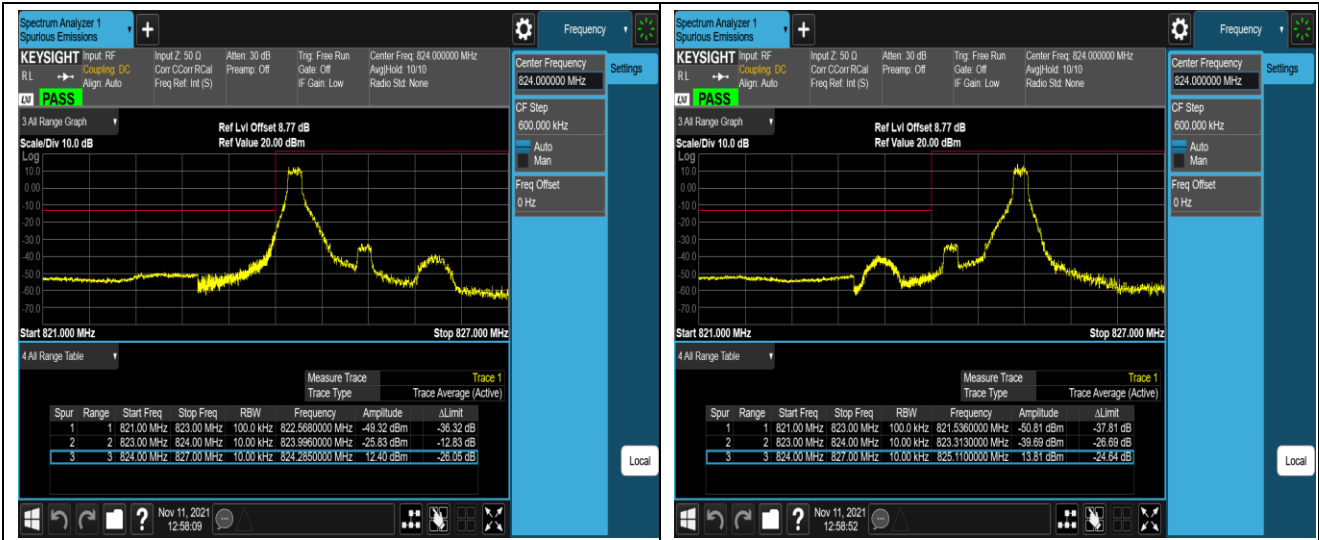 Spectrum Analyzer 1
Spurious Emissions
+
Frequency
KEYSIGHT
Input: RF
Input Z: 50 Ω
Atten: 30 dB
Trig: Free Run
Center Freq: 824.000000 MHz
R L
Coupling: DC
Corr CCorr RCal
Preamp: Off
Gate: Off
Avg|Hold: 10/10
Align: Auto
Freq Ref: Int (S)
IF Gain: Low
Radio Std: None
LXI
PASS
Center Frequency
824.000000 MHz
Settings
CF Step
600.000 kHz
Auto
Man
Freq Offset
0 Hz
3 All Range Graph
Ref Lvl Offset 8.77 dB
Scale/Div 10.0 dB
Ref Value 20.00 dBm
Log
10.0
0.00
-10.0
-20.0
-30.0
-40.0
-50.0
-60.0
-70.0
Start 821.000 MHz
Stop 827.000 MHz
4 All Range Table
Measure Trace Trace 1
Trace Type Trace Average (Active)
Spur Range Start Freq Stop Freq RBW Frequency Amplitude ΔLimit
1 1 821.00 MHz 823.00 MHz 100.0 kHz 822.5680000 MHz -49.32 dBm -36.32 dB
2 2 823.00 MHz 824.00 MHz 10.00 kHz 823.9960000 MHz -25.83 dBm -12.83 dB
3 3 824.00 MHz 827.00 MHz 10.00 kHz 824.2850000 MHz 12.40 dBm -26.05 dB
Local
?
Nov 11, 2021
12:58:09
Spectrum Analyzer 1
Spurious Emissions
+
Frequency
KEYSIGHT
Input: RF
Input Z: 50 Ω
Atten: 30 dB
Trig: Free Run
Center Freq: 824.000000 MHz
R L
Coupling: DC
Corr CCorr RCal
Preamp: Off
Gate: Off
Avg|Hold: 10/10
Align: Auto
Freq Ref: Int (S)
IF Gain: Low
Radio Std: None
LXI
PASS
Center Frequency
824.000000 MHz
Settings
CF Step
600.000 kHz
Auto
Man
Freq Offset
0 Hz
3 All Range Graph
Ref Lvl Offset 8.77 dB
Scale/Div 10.0 dB
Ref Value 20.00 dBm
Log
10.0
0.00
-10.0
-20.0
-30.0
-40.0
-50.0
-60.0
-70.0
Start 821.000 MHz
Stop 827.000 MHz
4 All Range Table
Measure Trace Trace 1
Trace Type Trace Average (Active)
Spur Range Start Freq Stop Freq RBW Frequency Amplitude ΔLimit
1 1 821.00 MHz 823.00 MHz 100.0 kHz 821.5360000 MHz -50.81 dBm -37.81 dB
2 2 823.00 MHz 824.00 MHz 10.00 kHz 823.3130000 MHz -39.69 dBm -26.69 dB
3 3 824.00 MHz 827.00 MHz 10.00 kHz 825.1100000 MHz 13.81 dBm -24.64 dB
Local
?
Nov 11, 2021
12:58:52